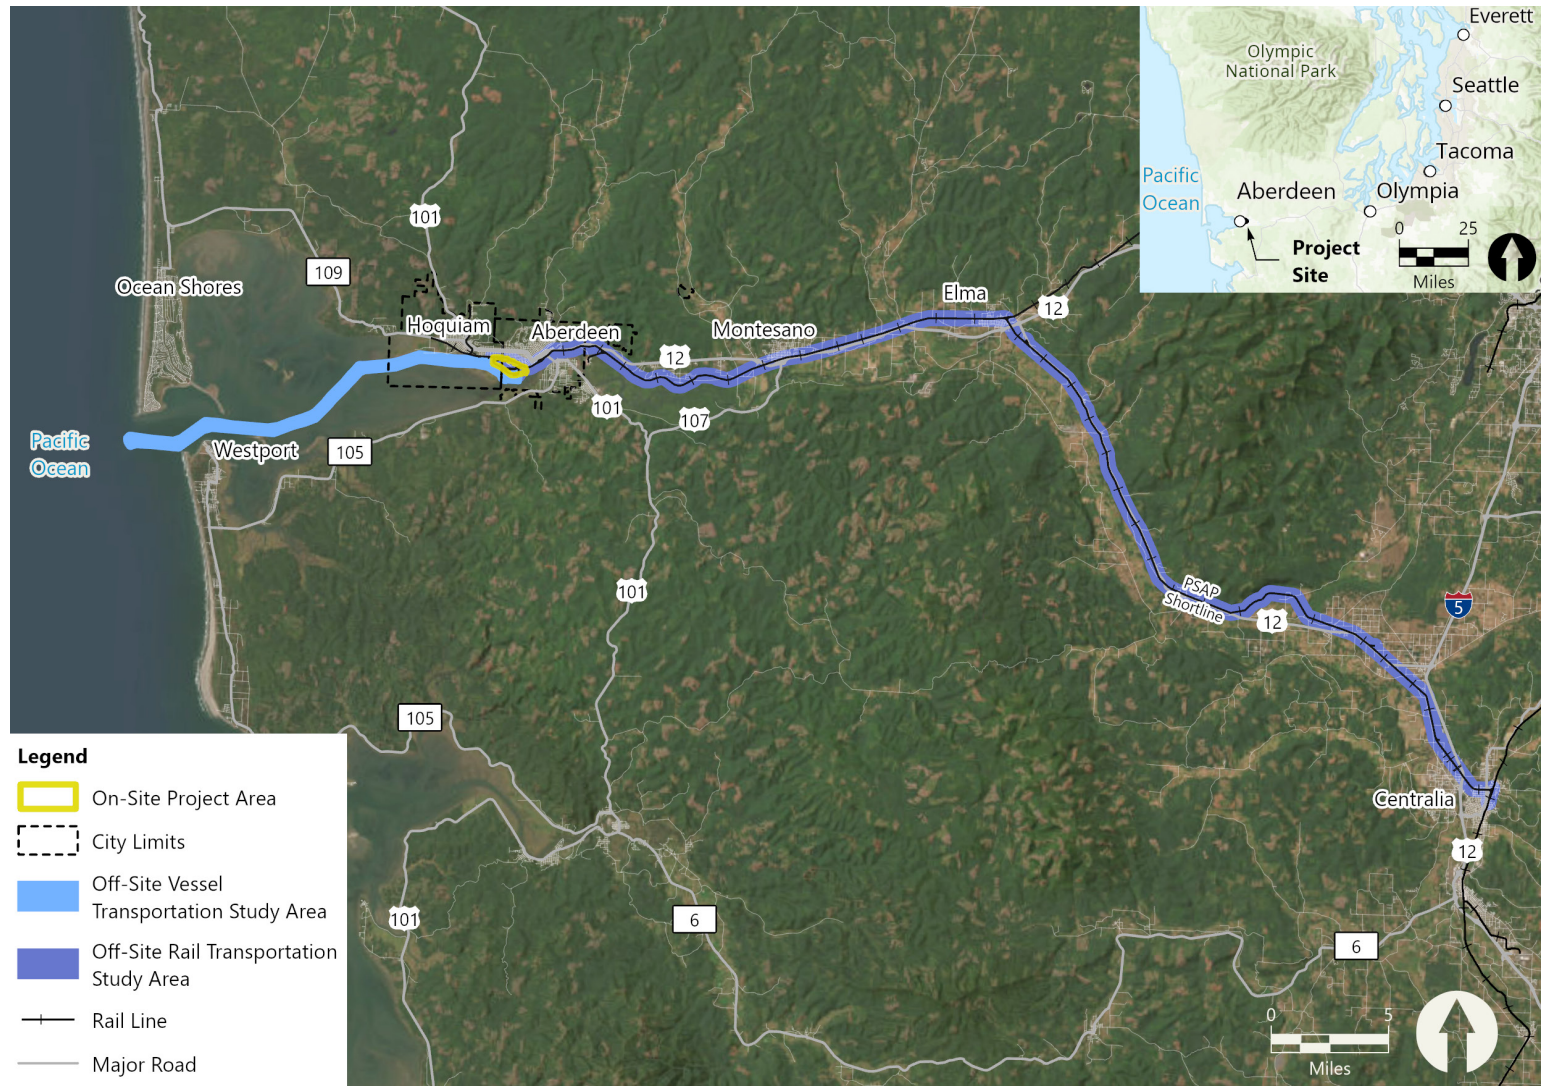 Everett
Olympic
National Park
Seattle
Tacoma
Pacific
Ocean
Aberdeen
Olympia
Project
Site
0 25
Miles
101
109
Ocean Shores
Hoquiam
Aberdeen
Montesano
Elma
12
12
101
107
Pacific
Ocean
Westport
105
101
PSAP
Shortline
12
5
105
Centralia
12
101
6
6
0 5
Miles
Legend
On-Site Project Area
City Limits
Off-Site Vessel
Transportation Study Area
Off-Site Rail Transportation
Study Area
Rail Line
Major Road